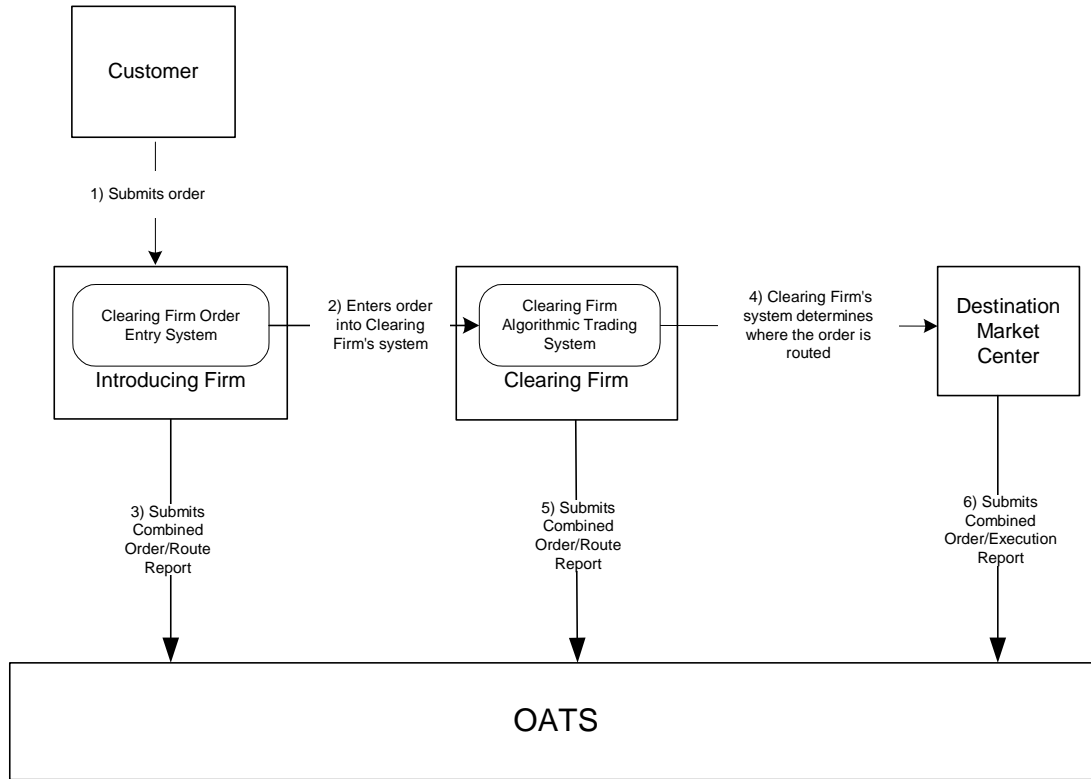 Customer
1) Submits order
Clearing Firm Order
Entry System
Introducing Firm
2) Enters order
into Clearing
Firm's system
Clearing Firm
Algorithmic Trading
System
Clearing Firm
4) Clearing Firm's
system determines
where the order is
routed
Destination
Market
Center
3) Submits
Combined
Order/Route
Report
5) Submits
Combined
Order/Route
Report
6) Submits
Combined
Order/Execution
Report
OATS